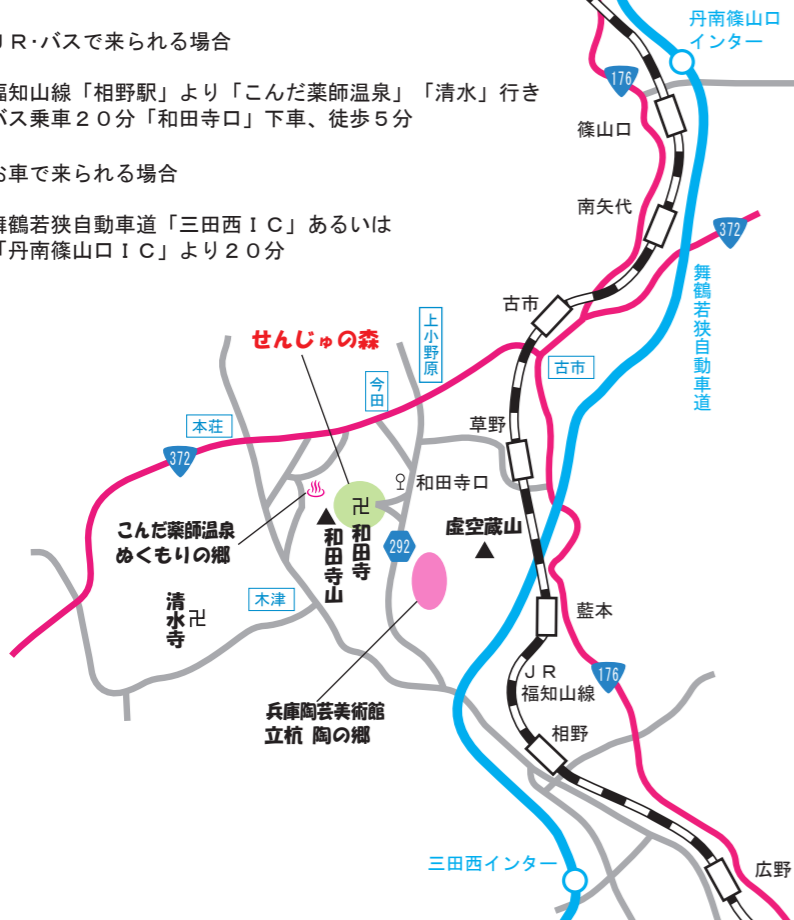 ＪＲ・バスで来られる場合
福知山線「相野駅」より「こんだ薬師温泉」「清水」行き
バス乗車２０分「和田寺口」下車、徒歩５分
お車で来られる場合
舞鶴若狭自動車道「三田西ＩＣ」あるいは
「丹南篠山口ＩＣ」より２０分
丹南篠山口
インター
176
篠山口
南矢代
372
舞鶴若狭自動車道
古市
古市
せんじゅの森
上小野原
今田
本荘
372
草野
和田寺口
こんだ薬師温泉
ぬくもりの郷
和田寺
和田寺山
292
虚空蔵山
清水寺
木津
藍本
ＪＲ
福知山線
176
兵庫陶芸美術館
立杭 陶の郷
相野
三田西インター
広野